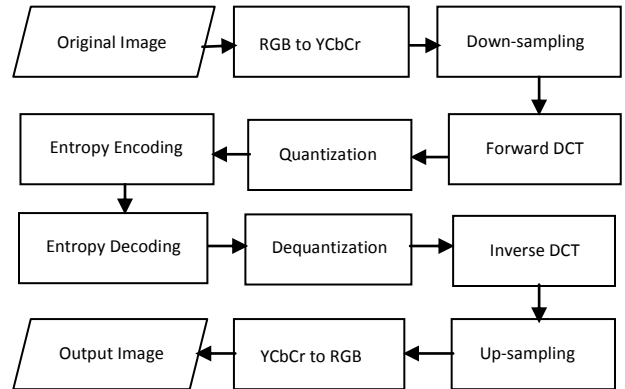 Original Image
RGB to YCbCr
Down-sampling
Entropy Encoding
Quantization
Forward DCT
Entropy Decoding
Dequantization
Inverse DCT
Output Image
YCbCr to RGB
Up-sampling